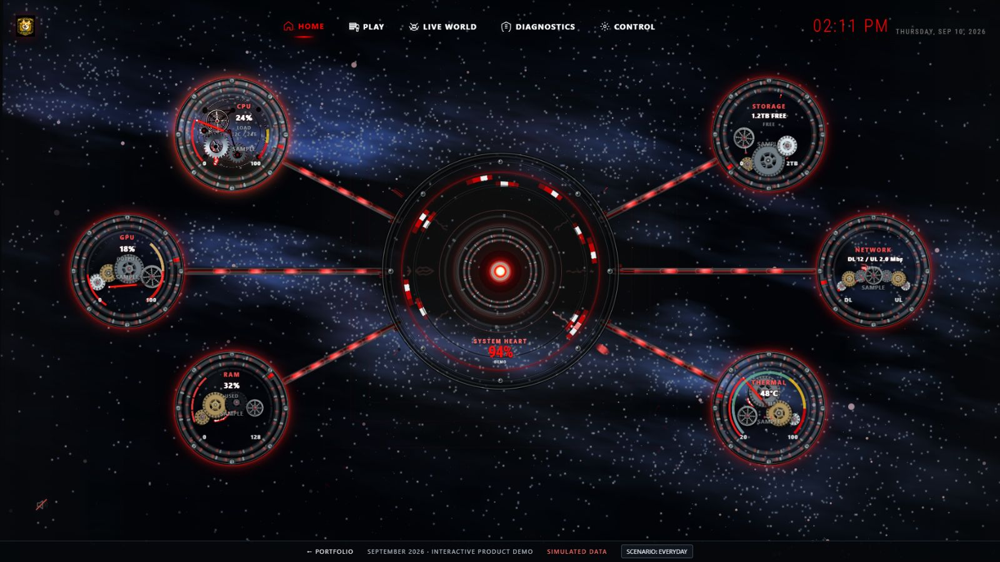 HOME
PLAY
LIVE WORLD
DIAGNOSTICS
CONTROL
02:11 PM
THURSDAY, SEP 10, 2026
CPU
24%
LOAD
12C / 24T
SAMPLE
0
100
STORAGE
1.2TB FREE
FREE
SAMPLE
0
2TB
GPU
18%
OUTPUT
SAMPLE
0
100
NETWORK
DL 12 / UL 2.0 Mbps
SAMPLE
DL
UL
SYSTEM HEART
94%
DEMO
RAM
32%
USED
SAMPLE
0
128
THERMAL
48°C
SAMPLE
20
100
← PORTFOLIO
SEPTEMBER 2026 · INTERACTIVE PRODUCT DEMO
SIMULATED DATA
SCENARIO: EVERYDAY